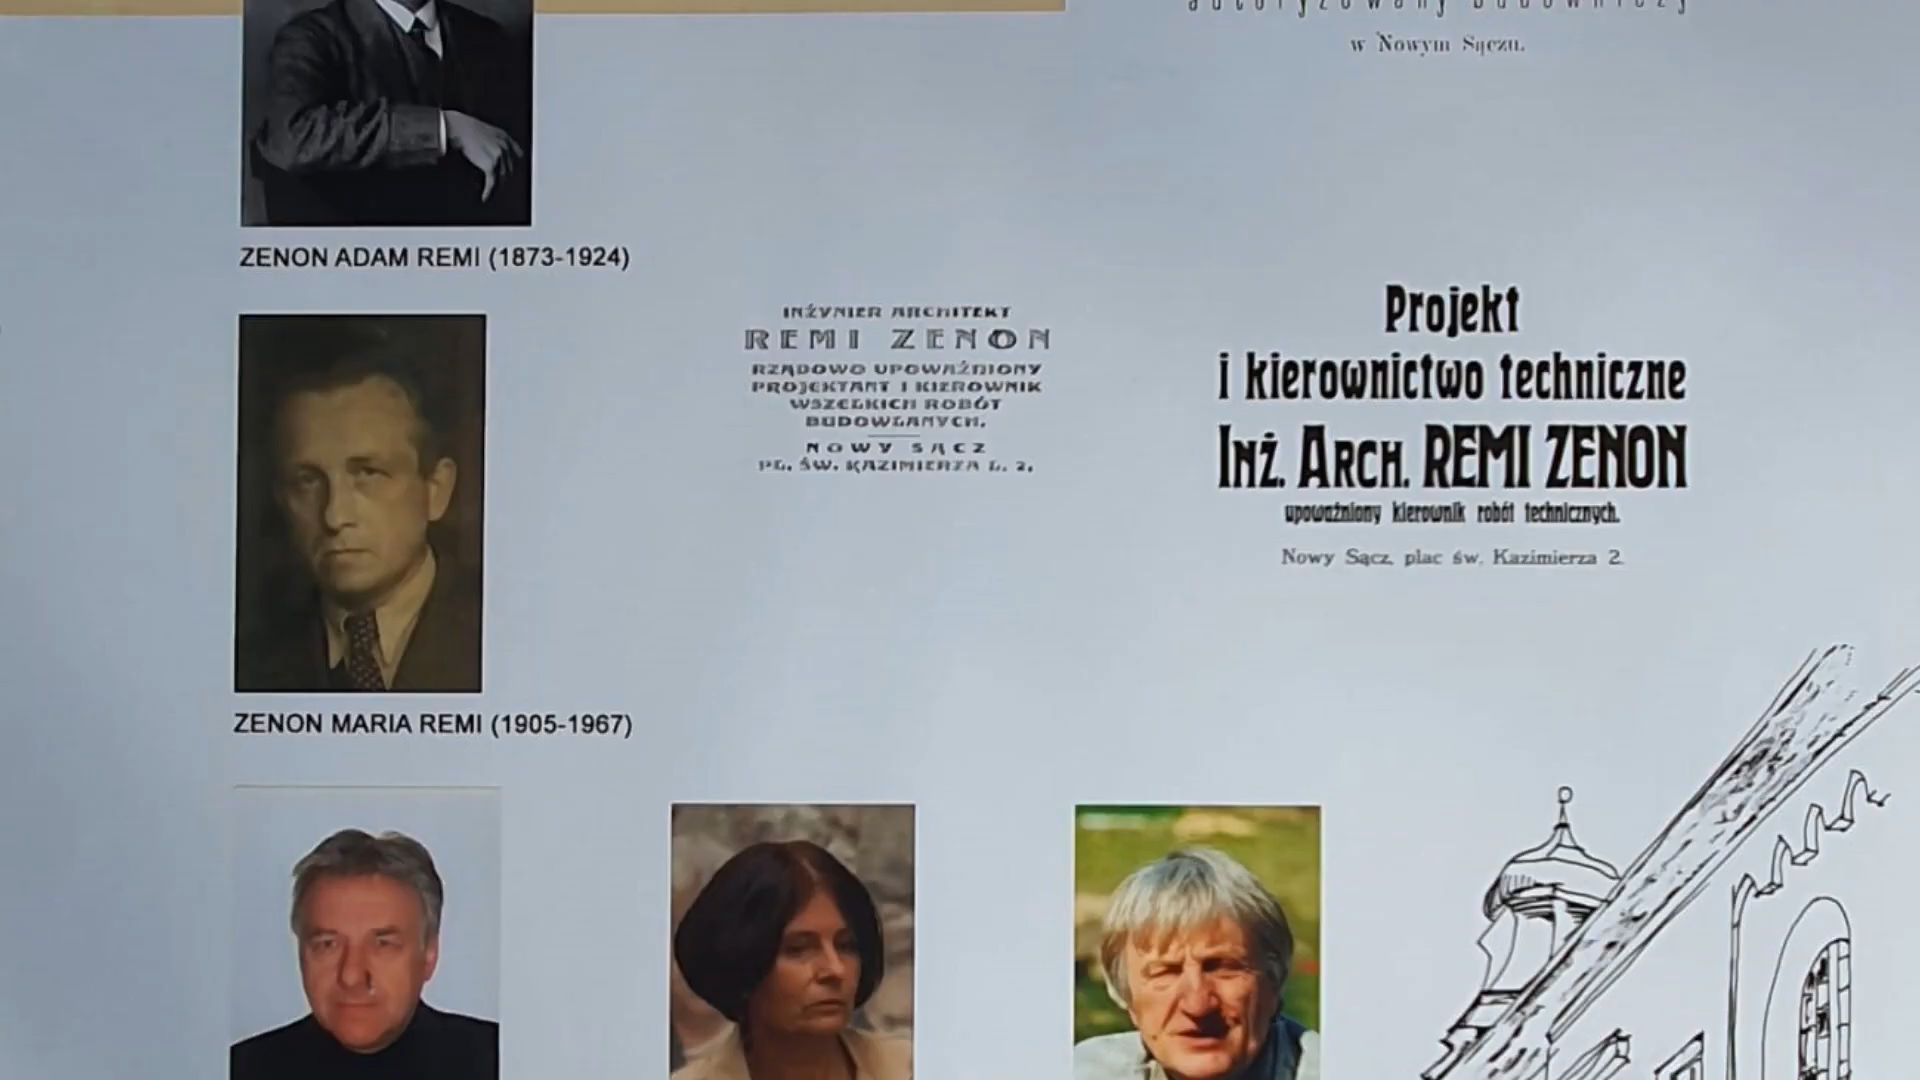 autoryzowany budowniczy
w Nowym Sączu.
ZENON ADAM REMI (1873-1924)
INŻYNIER ARCHITEKT
REMI ZENON
RZĄDOWO UPOWAŻNIONY
PROJEKTANT I KIEROWNIK
WSZELKICH ROBÓT
BUDOWLANYCH.
NOWY SĄCZ
PL. ŚW. KAZIMIERZA L. 2.
Projekt
i kierownictwo techniczne
INŻ. ARCH. REMI ZENON
upoważniony kierownik robót technicznych.
Nowy Sącz, plac św. Kazimierza 2.
ZENON MARIA REMI (1905-1967)